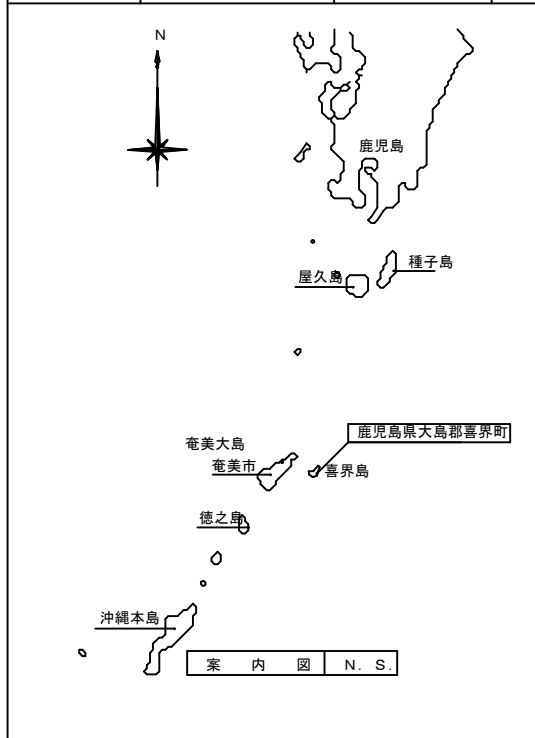 N
鹿児島
種子島
屋久島
鹿児島県大島郡喜界町
奄美大島
奄美市
喜界島
徳之島
沖縄本島
案 内 図 N. S.